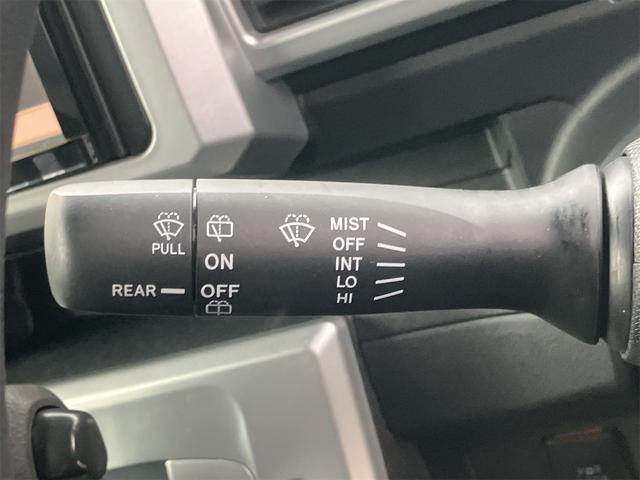 PULL
REAR
ON
OFF
MIST
OFF
INT
LO
HI